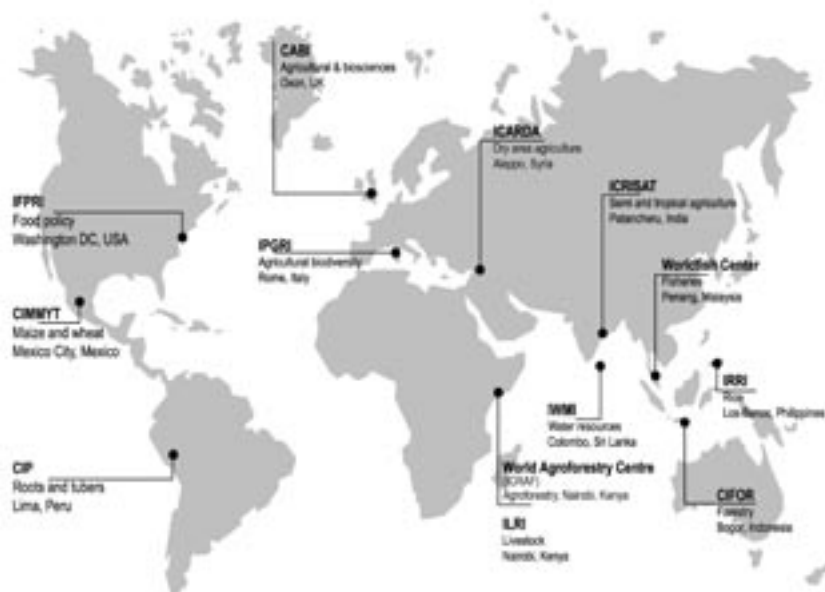 CABI
Agricultural & biosciences
Oxon, UK
ICARDA
Dry area agriculture
Aleppo, Syria
ICRISAT
Semi arid tropical agriculture
Patancheru, India
IFPRI
Food policy
Washington DC, USA
IPGRI
Agricultural biodiversity
Rome, Italy
Worldfish Center
Fisheries
Penang, Malaysia
CIMMYT
Maize and wheat
Mexico City, Mexico
IRRI
Rice
Los Banos, Philippines
IWMI
Water resources
Colombo, Sri Lanka
CIP
Roots and tubers
Lima, Peru
World Agroforestry Centre
(ICRAF)
Agroforestry, Nairobi, Kenya
CIFOR
Forestry
Bogor, Indonesia
ILRI
Livestock
Nairobi, Kenya